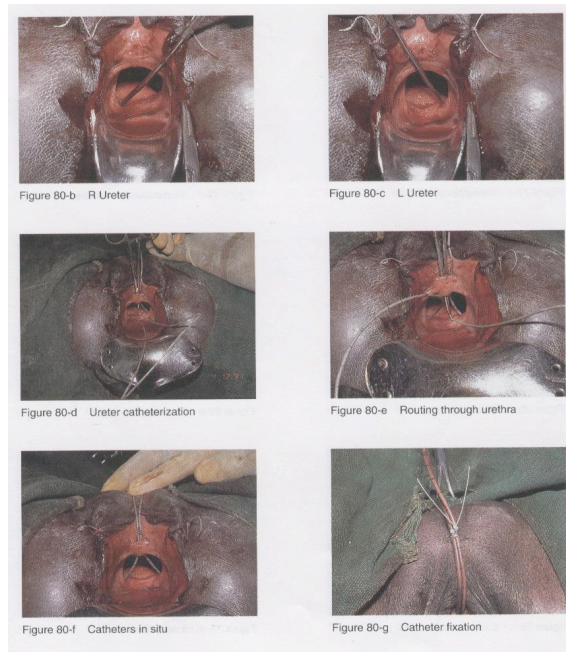 Figure 80-b R Ureter
Figure 80-c L Ureter
Figure 80-d Ureter catheterization
Figure 80-e Routing through urethra
Figure 80-f Catheters in situ
Figure 80-g Catheter fixation